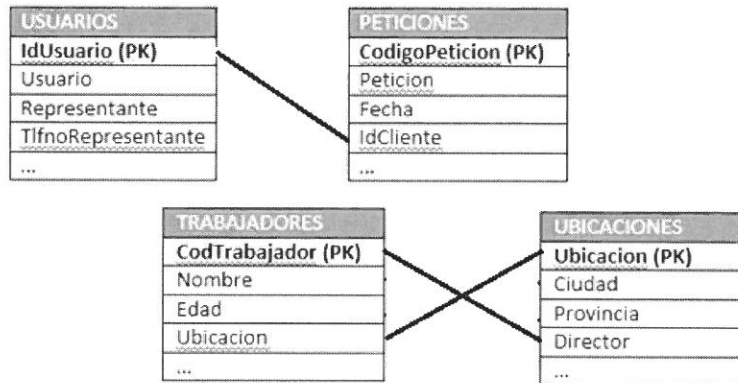 USUARIOS
IdUsuario (PK)
Usuario
Representante
TlfnoRepresentante
...
PETICIONES
CodigoPeticion (PK)
Peticion
Fecha
IdCliente
...
TRABAJADORES
CodTrabajador (PK)
Nombre
Edad
Ubicacion
...
UBICACIONES
Ubicacion (PK)
Ciudad
Provincia
Director
...